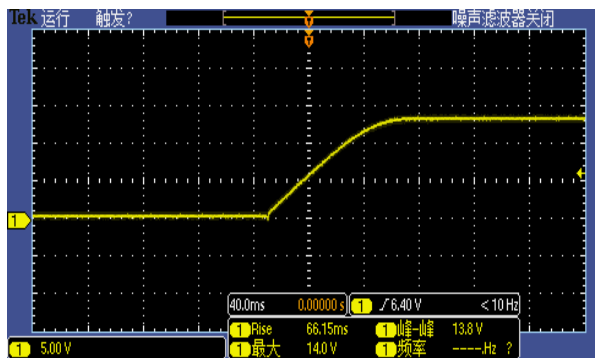 Tek 运行 触发? 噪声滤波器关闭
1
40.0ms 0.00000 s 1 6.40 V < 10 Hz
1 Rise 66.15ms 1 峰-峰 13.8 V
1 5.00 V 1 最大 14.0 V 1 频率 ----.Hz ?